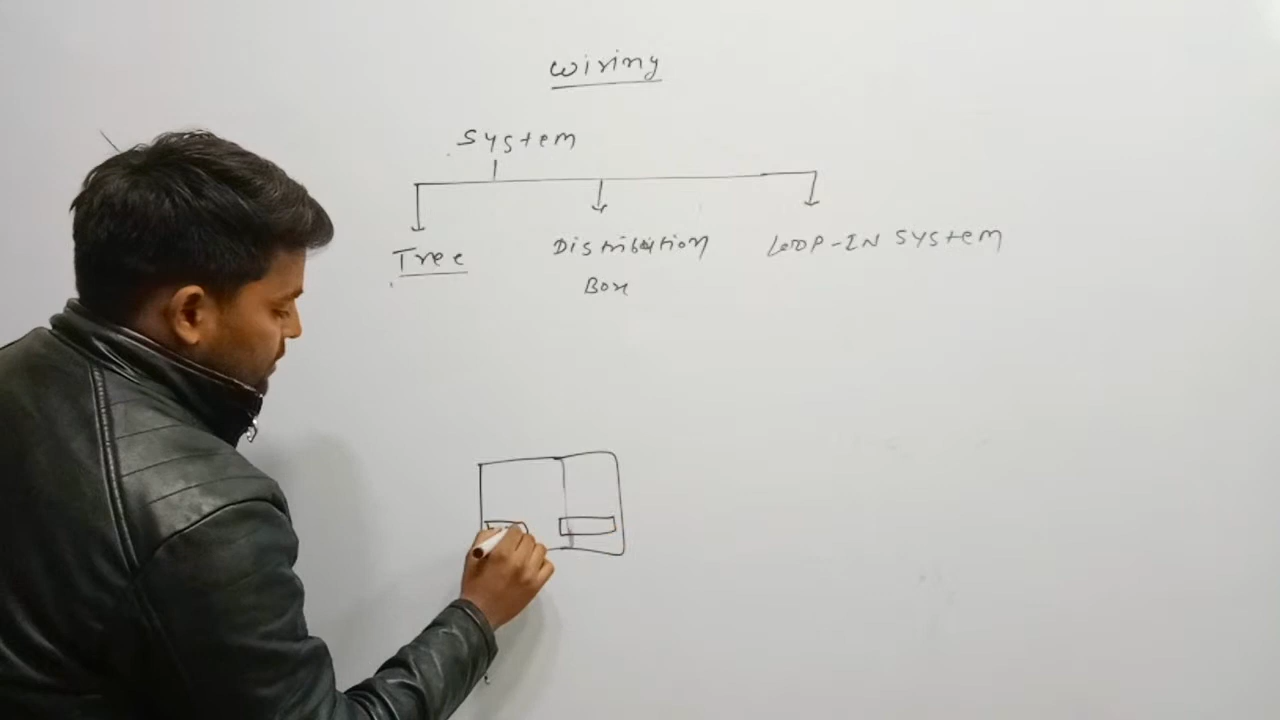 Wiring
System
Tree
Distribution
Box
LOOP-IN System